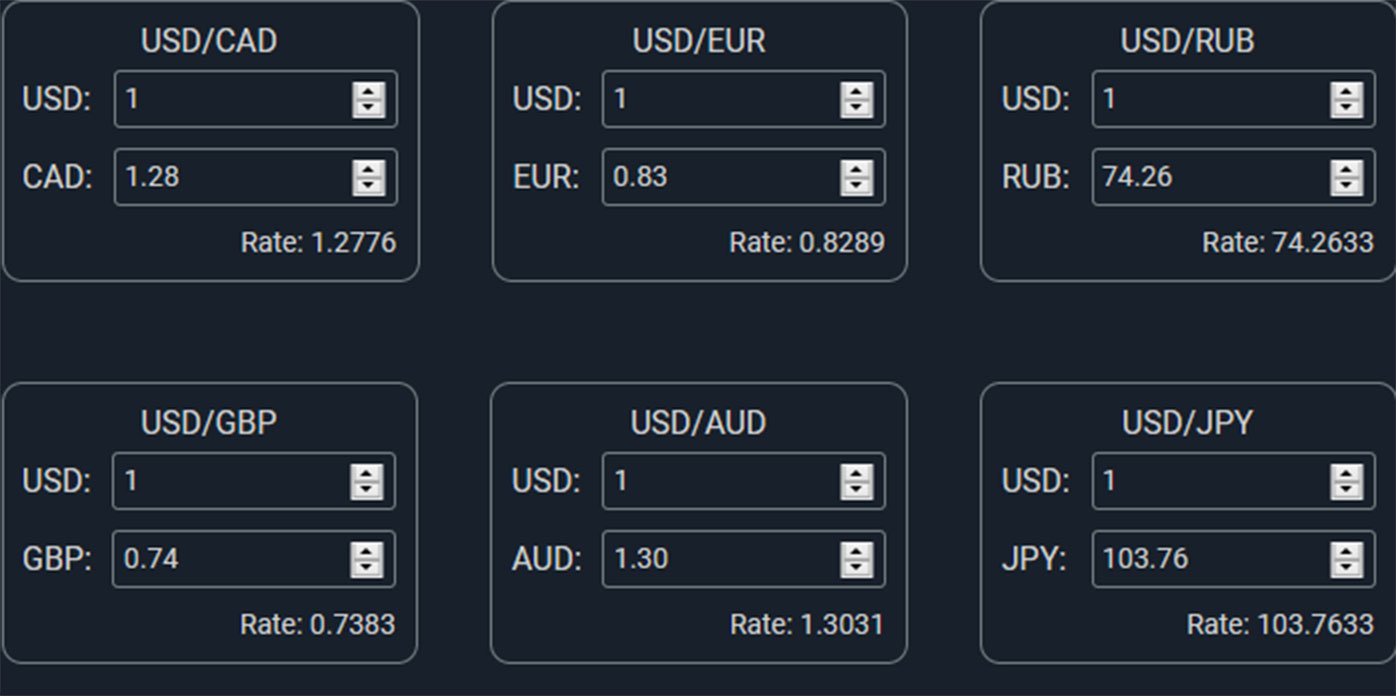 USD/CAD
USD: 1
CAD: 1.28
Rate: 1.2776
USD/EUR
USD: 1
EUR: 0.83
Rate: 0.8289
USD/RUB
USD: 1
RUB: 74.26
Rate: 74.2633
USD/GBP
USD: 1
GBP: 0.74
Rate: 0.7383
USD/AUD
USD: 1
AUD: 1.30
Rate: 1.3031
USD/JPY
USD: 1
JPY: 103.76
Rate: 103.7633